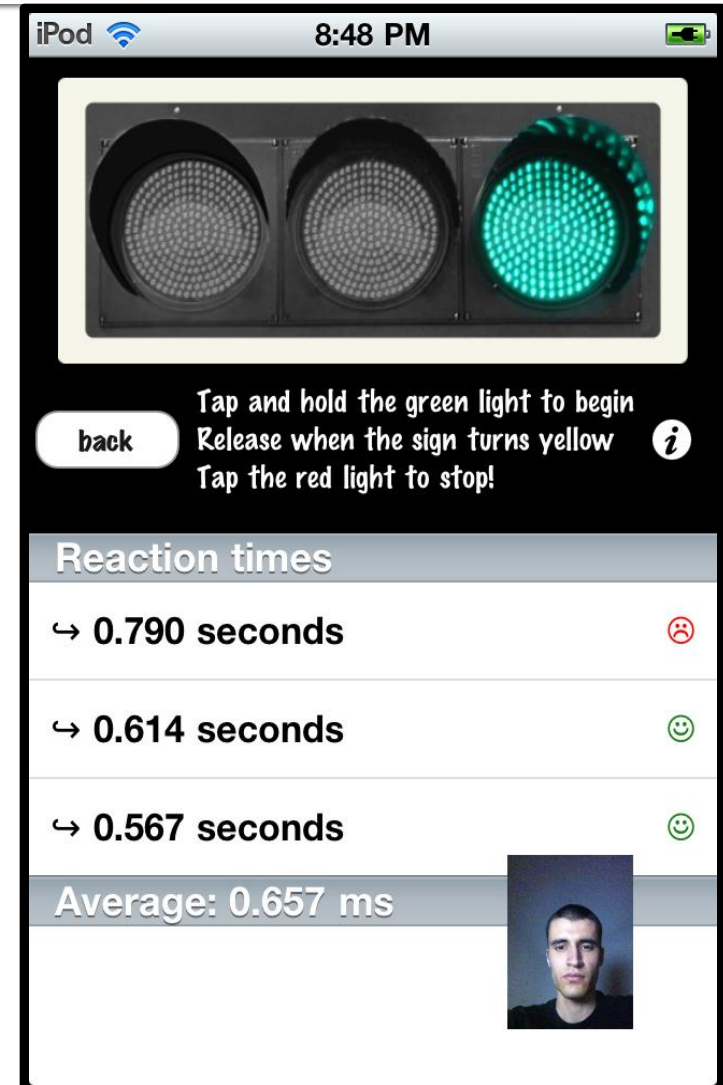 iPod 8:48 PM
Tap and hold the green light to begin
back Release when the sign turns yellow i
Tap the red light to stop!
Reaction times
↪ 0.790 seconds
↪ 0.614 seconds
↪ 0.567 seconds
Average: 0.657 ms